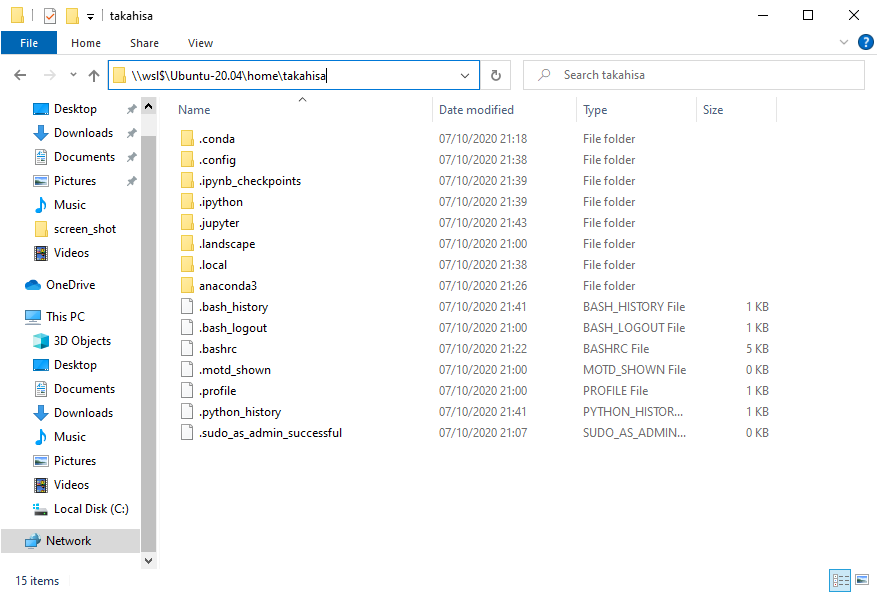 takahisa
File Home Share View
\\wsl$\Ubuntu-20.04\home\takahisa
Search takahisa
Desktop
Downloads
Documents
Pictures
Music
screen_shot
Videos
OneDrive
This PC
3D Objects
Desktop
Documents
Downloads
Music
Pictures
Videos
Local Disk (C:)
Network
Name Date modified Type Size
.conda 07/10/2020 21:18 File folder
.config 07/10/2020 21:38 File folder
.ipynb_checkpoints 07/10/2020 21:39 File folder
.ipython 07/10/2020 21:39 File folder
.jupyter 07/10/2020 21:43 File folder
.landscape 07/10/2020 21:00 File folder
.local 07/10/2020 21:38 File folder
anaconda3 07/10/2020 21:26 File folder
.bash_history 07/10/2020 21:41 BASH_HISTORY File 1 KB
.bash_logout 07/10/2020 21:00 BASH_LOGOUT File 1 KB
.bashrc 07/10/2020 21:22 BASHRC File 5 KB
.motd_shown 07/10/2020 21:00 MOTD_SHOWN File 0 KB
.profile 07/10/2020 21:00 PROFILE File 1 KB
.python_history 07/10/2020 21:41 PYTHON_HISTOR... 1 KB
.sudo_as_admin_successful 07/10/2020 21:07 SUDO_AS_ADMIN... 0 KB
15 items